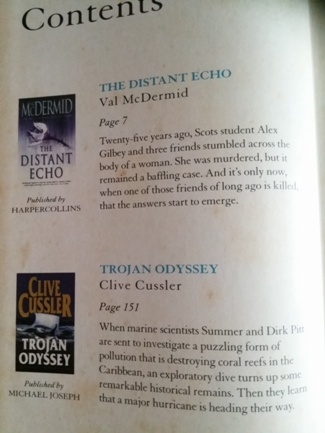 Contents
McDERMID
THE
DISTANT
ECHO
Published by
HARPERCOLLINS
THE DISTANT ECHO
Val McDermid
Page 7
Twenty-five years ago, Scots student Alex
Gilbey and three friends stumbled across the
body of a woman. She was murdered, but it
remained a baffling case. And it's only now,
when one of those friends of long ago is killed,
that the answers start to emerge.
CLIVE
CUSSLER
TROJAN
ODYSSEY
Published by
MICHAEL JOSEPH
TROJAN ODYSSEY
Clive Cussler
Page 151
When marine scientists Summer and Dirk Pitt
are sent to investigate a puzzling form of
pollution that is destroying coral reefs in the
Caribbean, an exploratory dive turns up some
remarkable historical remains. Then they learn
that a major hurricane is heading their way.